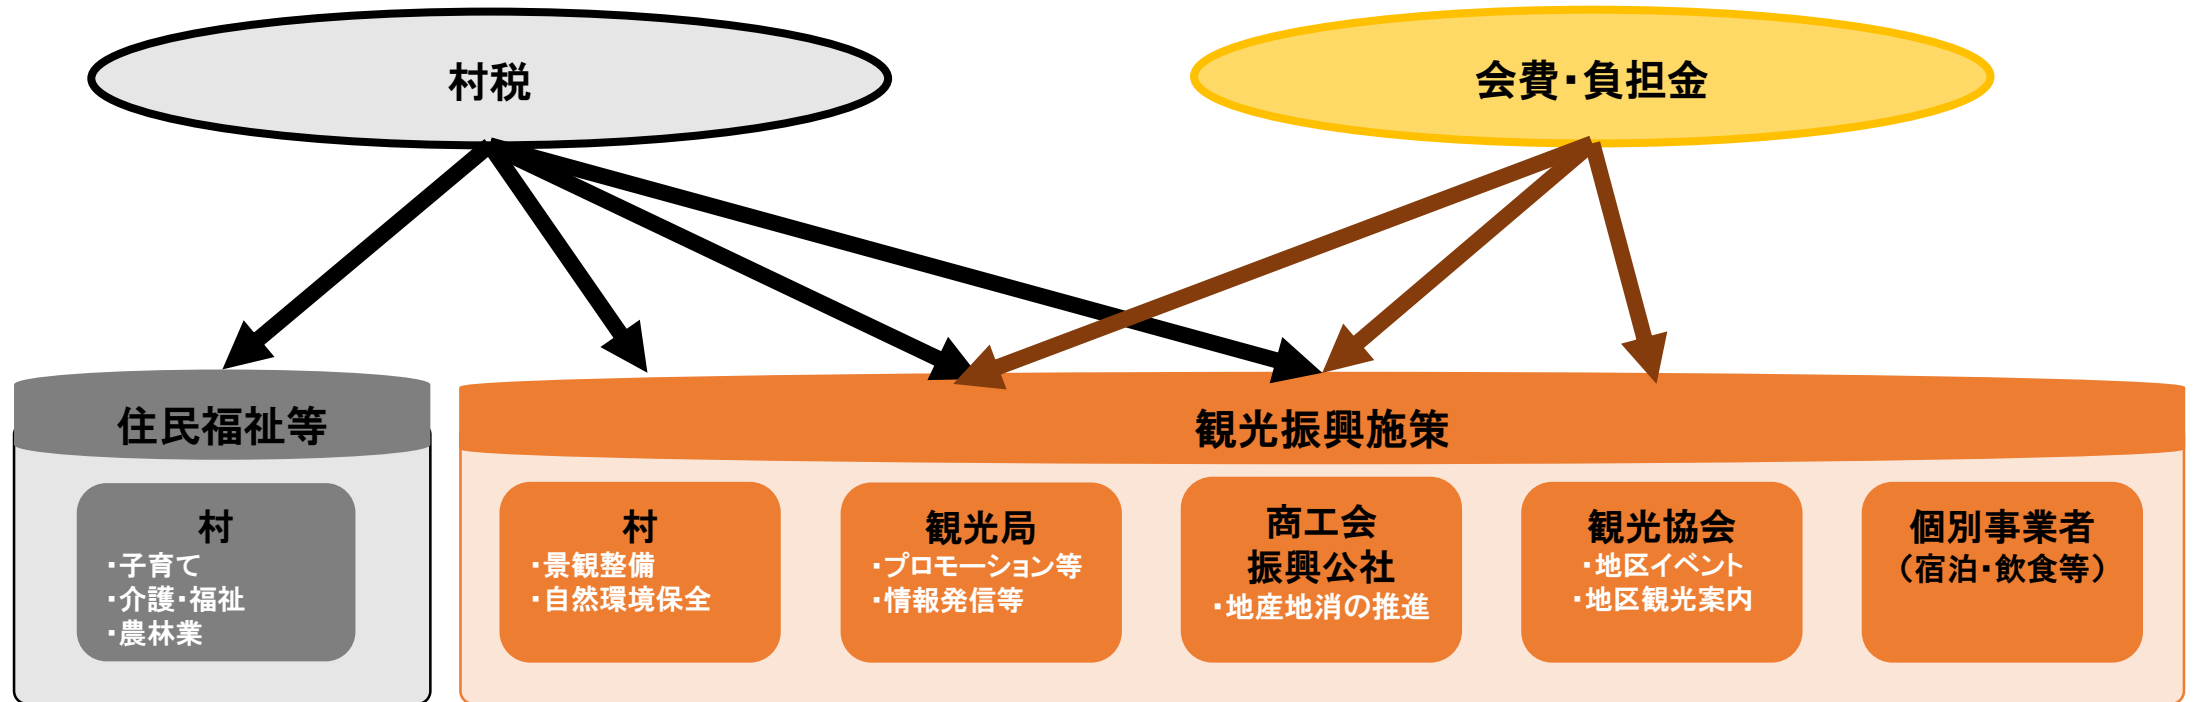 村税
会費・負担金
住民福祉等
観光振興施策
村
・子育て
・介護・福祉
・農林業
村
・景観整備
・自然環境保全
観光局
・プロモーション等
・情報発信等
商工会
振興公社
・地産地消の推進
観光協会
・地区イベント
・地区観光案内
個別事業者
（宿泊・飲食等）